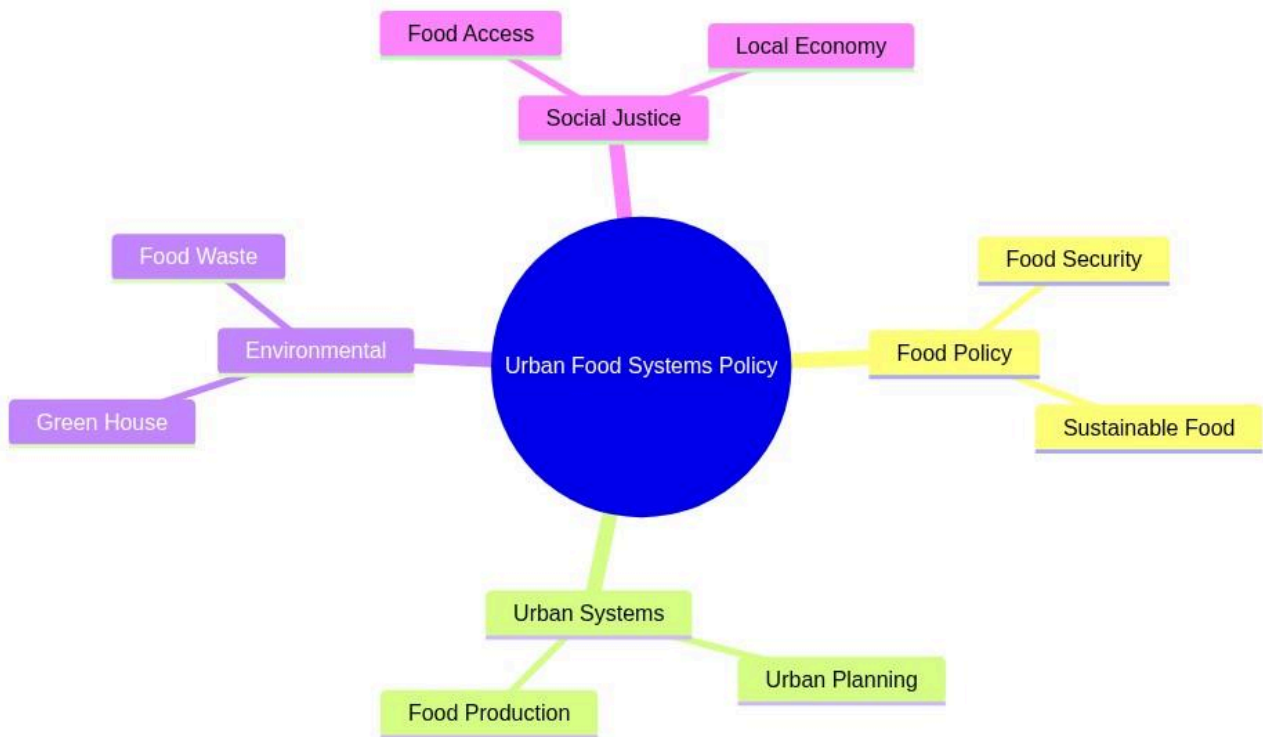 Food Access
Local Economy
Social Justice
Food Waste
Food Security
Environmental
Urban Food Systems Policy
Food Policy
Green House
Sustainable Food
Urban Systems
Urban Planning
Food Production